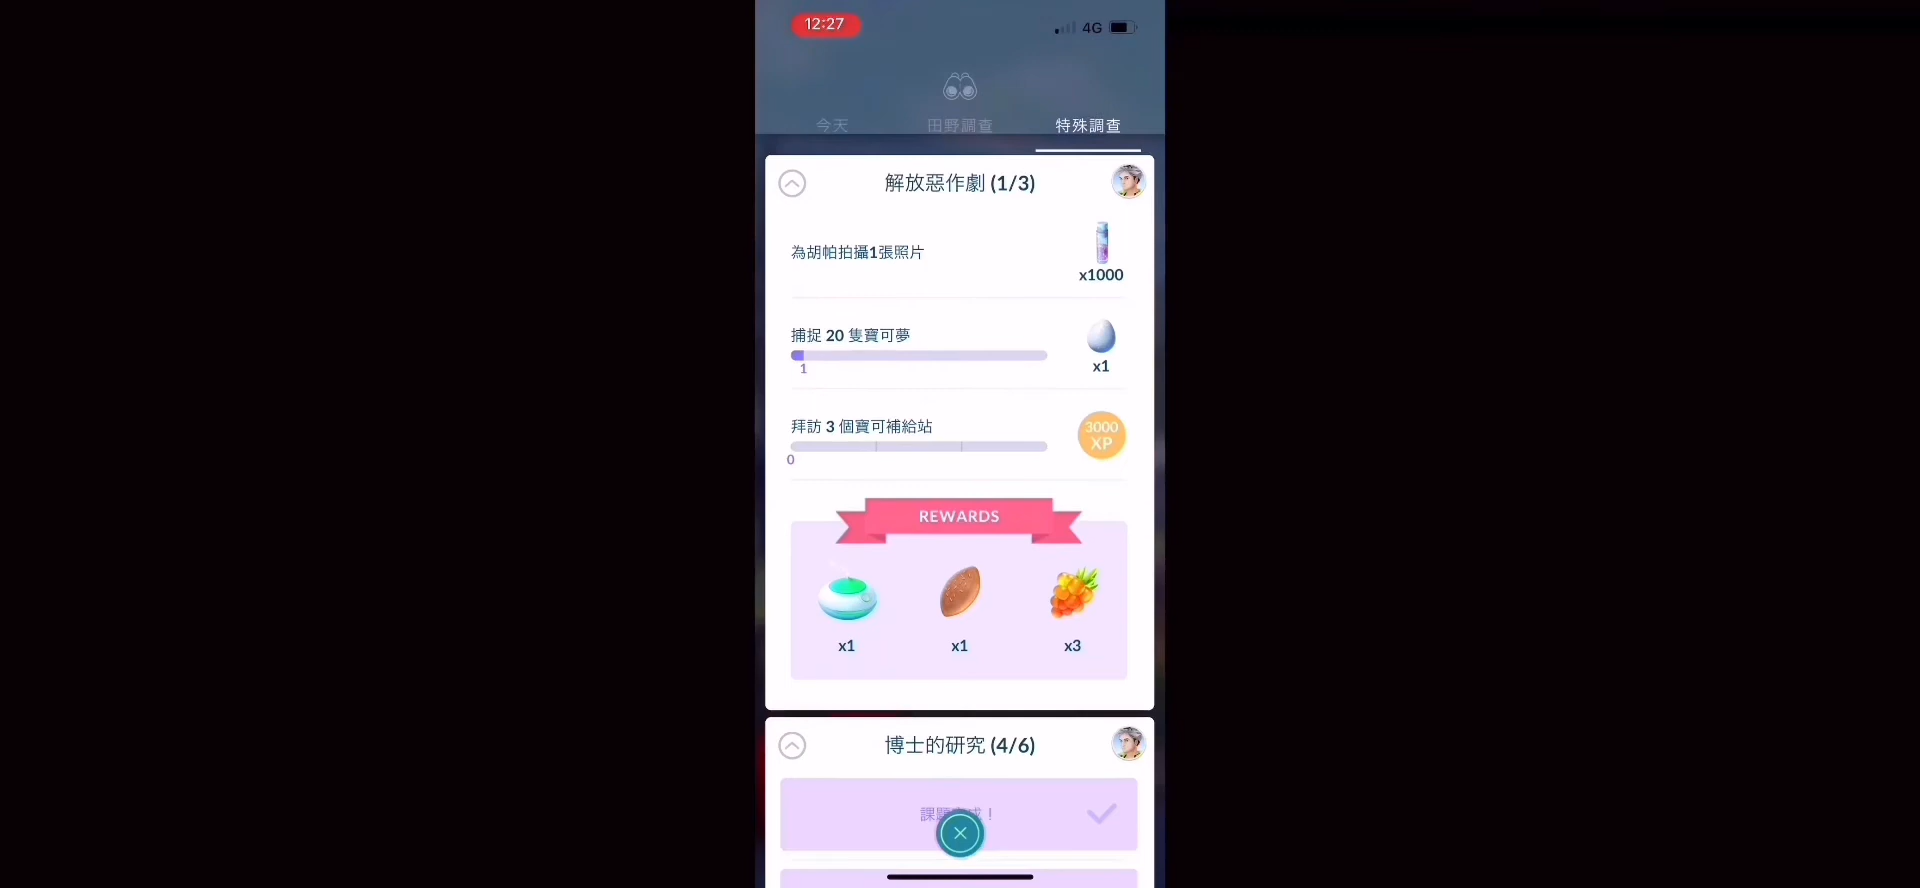 12:27
4G
今天
田野調查
特殊調查
解放惡作劇 (1/3)
為胡帕拍攝1張照片
x1000
捕捉 20 隻寶可夢
1
x1
拜訪 3 個寶可補給站
0
3000
XP
REWARDS
x1
x1
x3
博士的研究 (4/6)